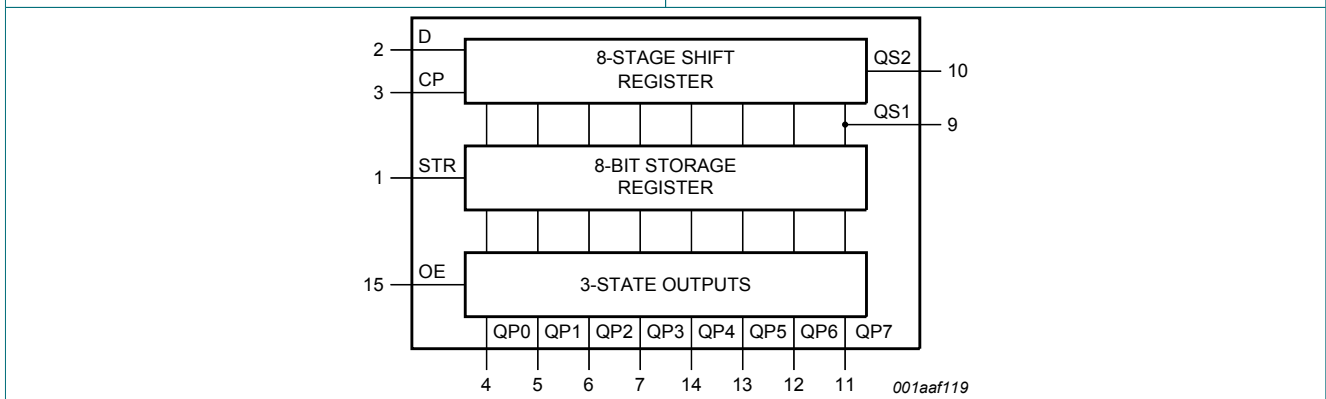 D
2
8-STAGE SHIFT
REGISTER
QS2
10
CP
3
QS1
9
STR
1
8-BIT STORAGE
REGISTER
OE
15
3-STATE OUTPUTS
QP0 QP1 QP2 QP3 QP4 QP5 QP6 QP7
4 5 6 7 14 13 12 11
001aaf119